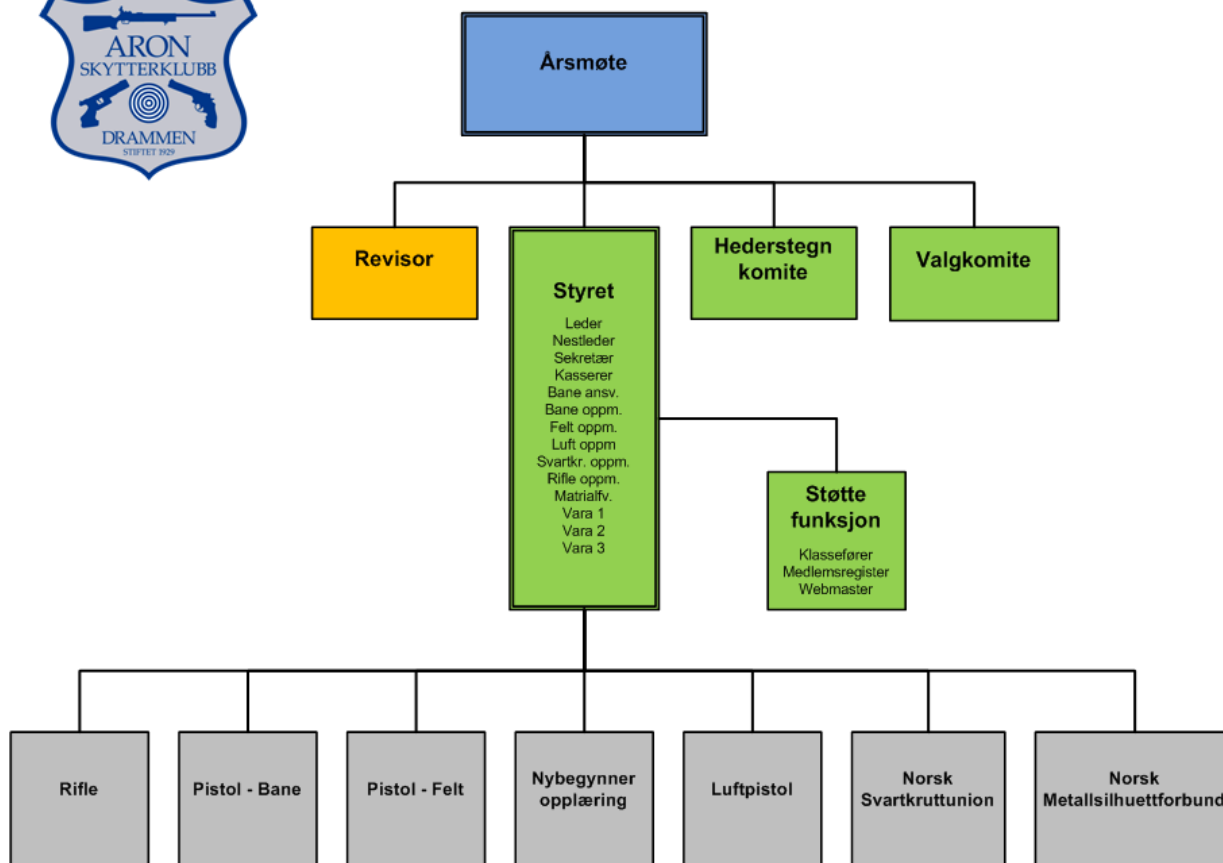 ARON
SKYTTERKLUBB
DRAMMEN
STIFTET 1929
Årsmøte
Revisor
Styret
Leder
Nestleder
Sekretær
Kasserer
Bane ansv.
Bane oppm.
Felt oppm.
Luft oppm
Svartkr. oppm.
Rifle oppm.
Matrialfv.
Vara 1
Vara 2
Vara 3
Hederstegn
komite
Valgkomite
Støtte
funksjon
Klassefører
Medlemsregister
Webmaster
Rifle
Pistol - Bane
Pistol - Felt
Nybegynner
opplæring
Luftpistol
Norsk
Svartkruttunion
Norsk
Metallsilhuettforbund